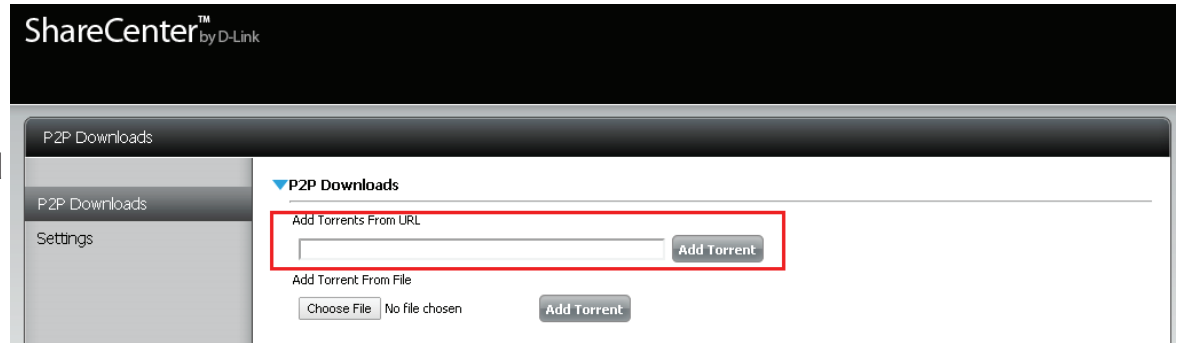 ShareCenter™ by D-Link
P2P Downloads
P2P Downloads
Settings
P2P Downloads
Add Torrents From URL
Add Torrent
Add Torrent From File
Choose File No file chosen Add Torrent